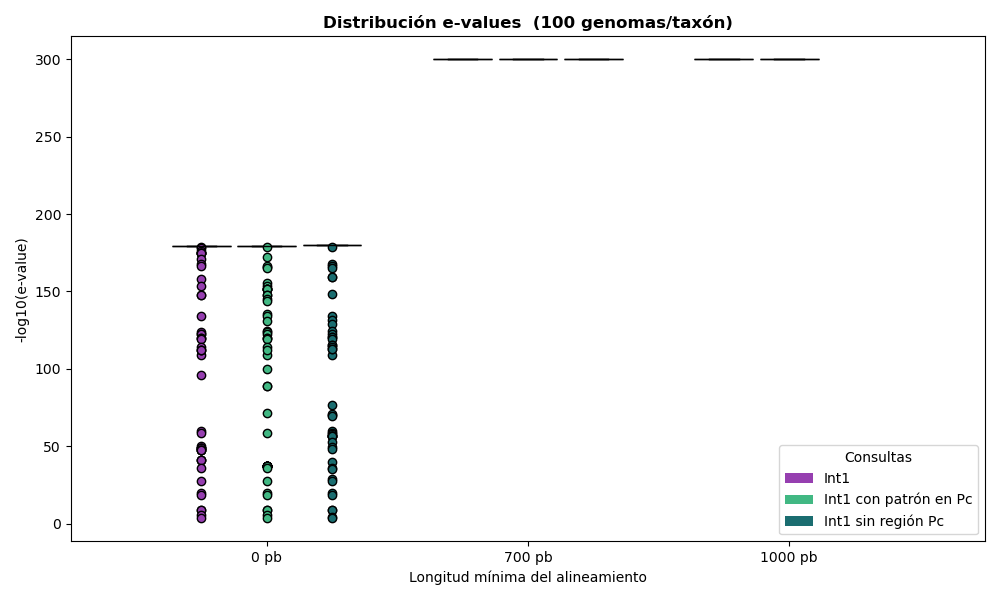 Distribución e-values  (100 genomas/taxón)
-log10(e-value)
300
250
200
150
100
50
0
0 pb
700 pb
1000 pb
Longitud mínima del alineamiento
Consultas
Int1
Int1 con patrón en Pc
Int1 sin región Pc